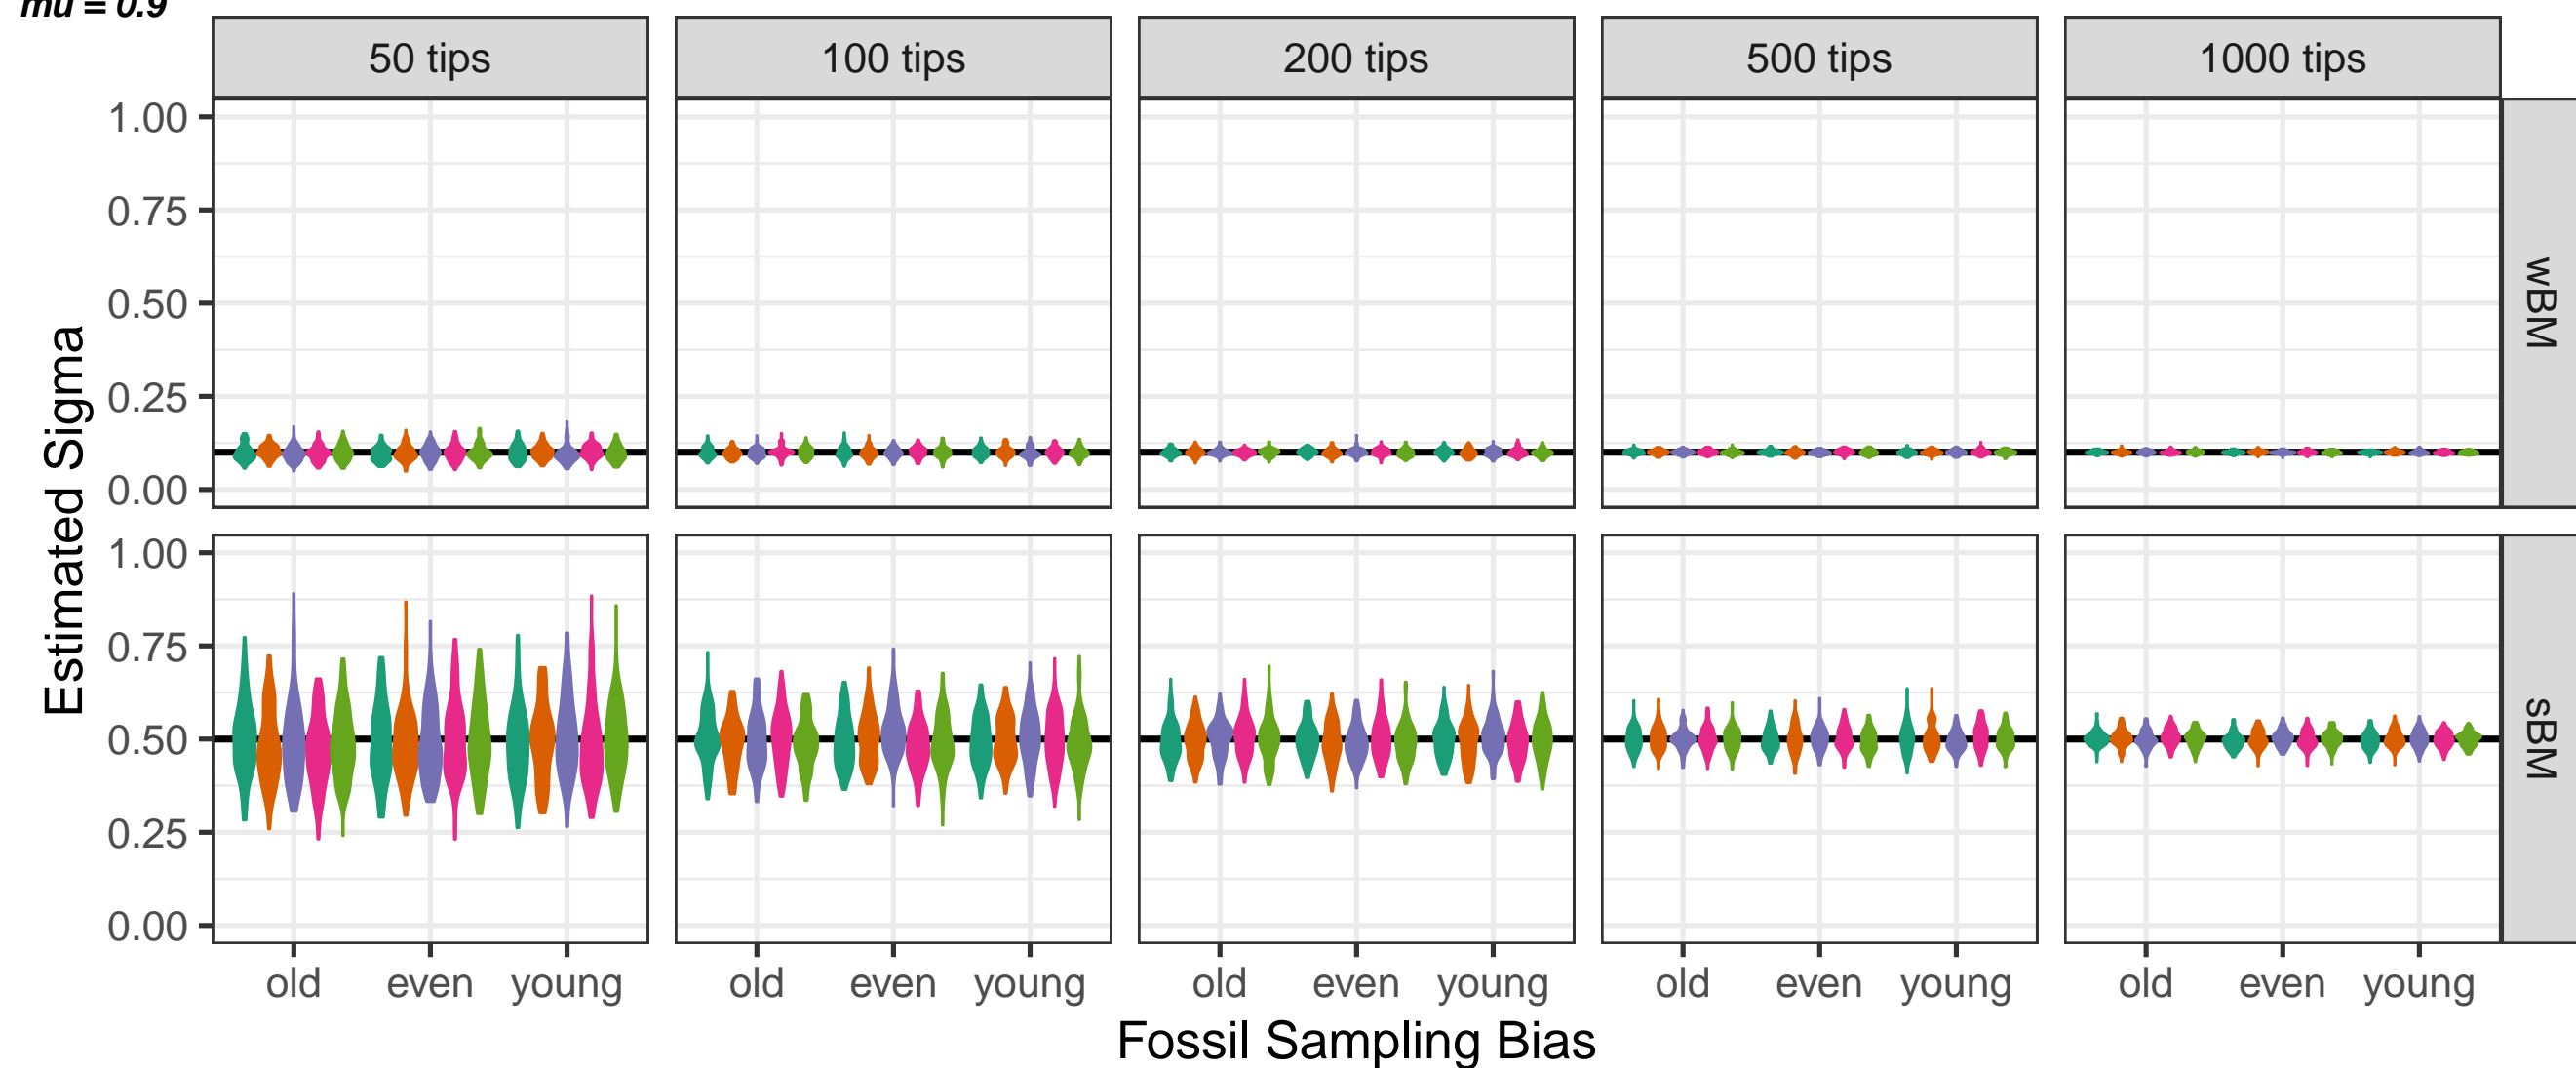 mu = 0.9
50 tips
100 tips
200 tips
500 tips
1000 tips
1.00
0.75
0.50
0.25
0.00
wBM
Estimated Sigma
1.00
0.75
0.50
0.25
0.00
sBM
old even young
old even young
old even young
old even young
old even young
Fossil Sampling Bias